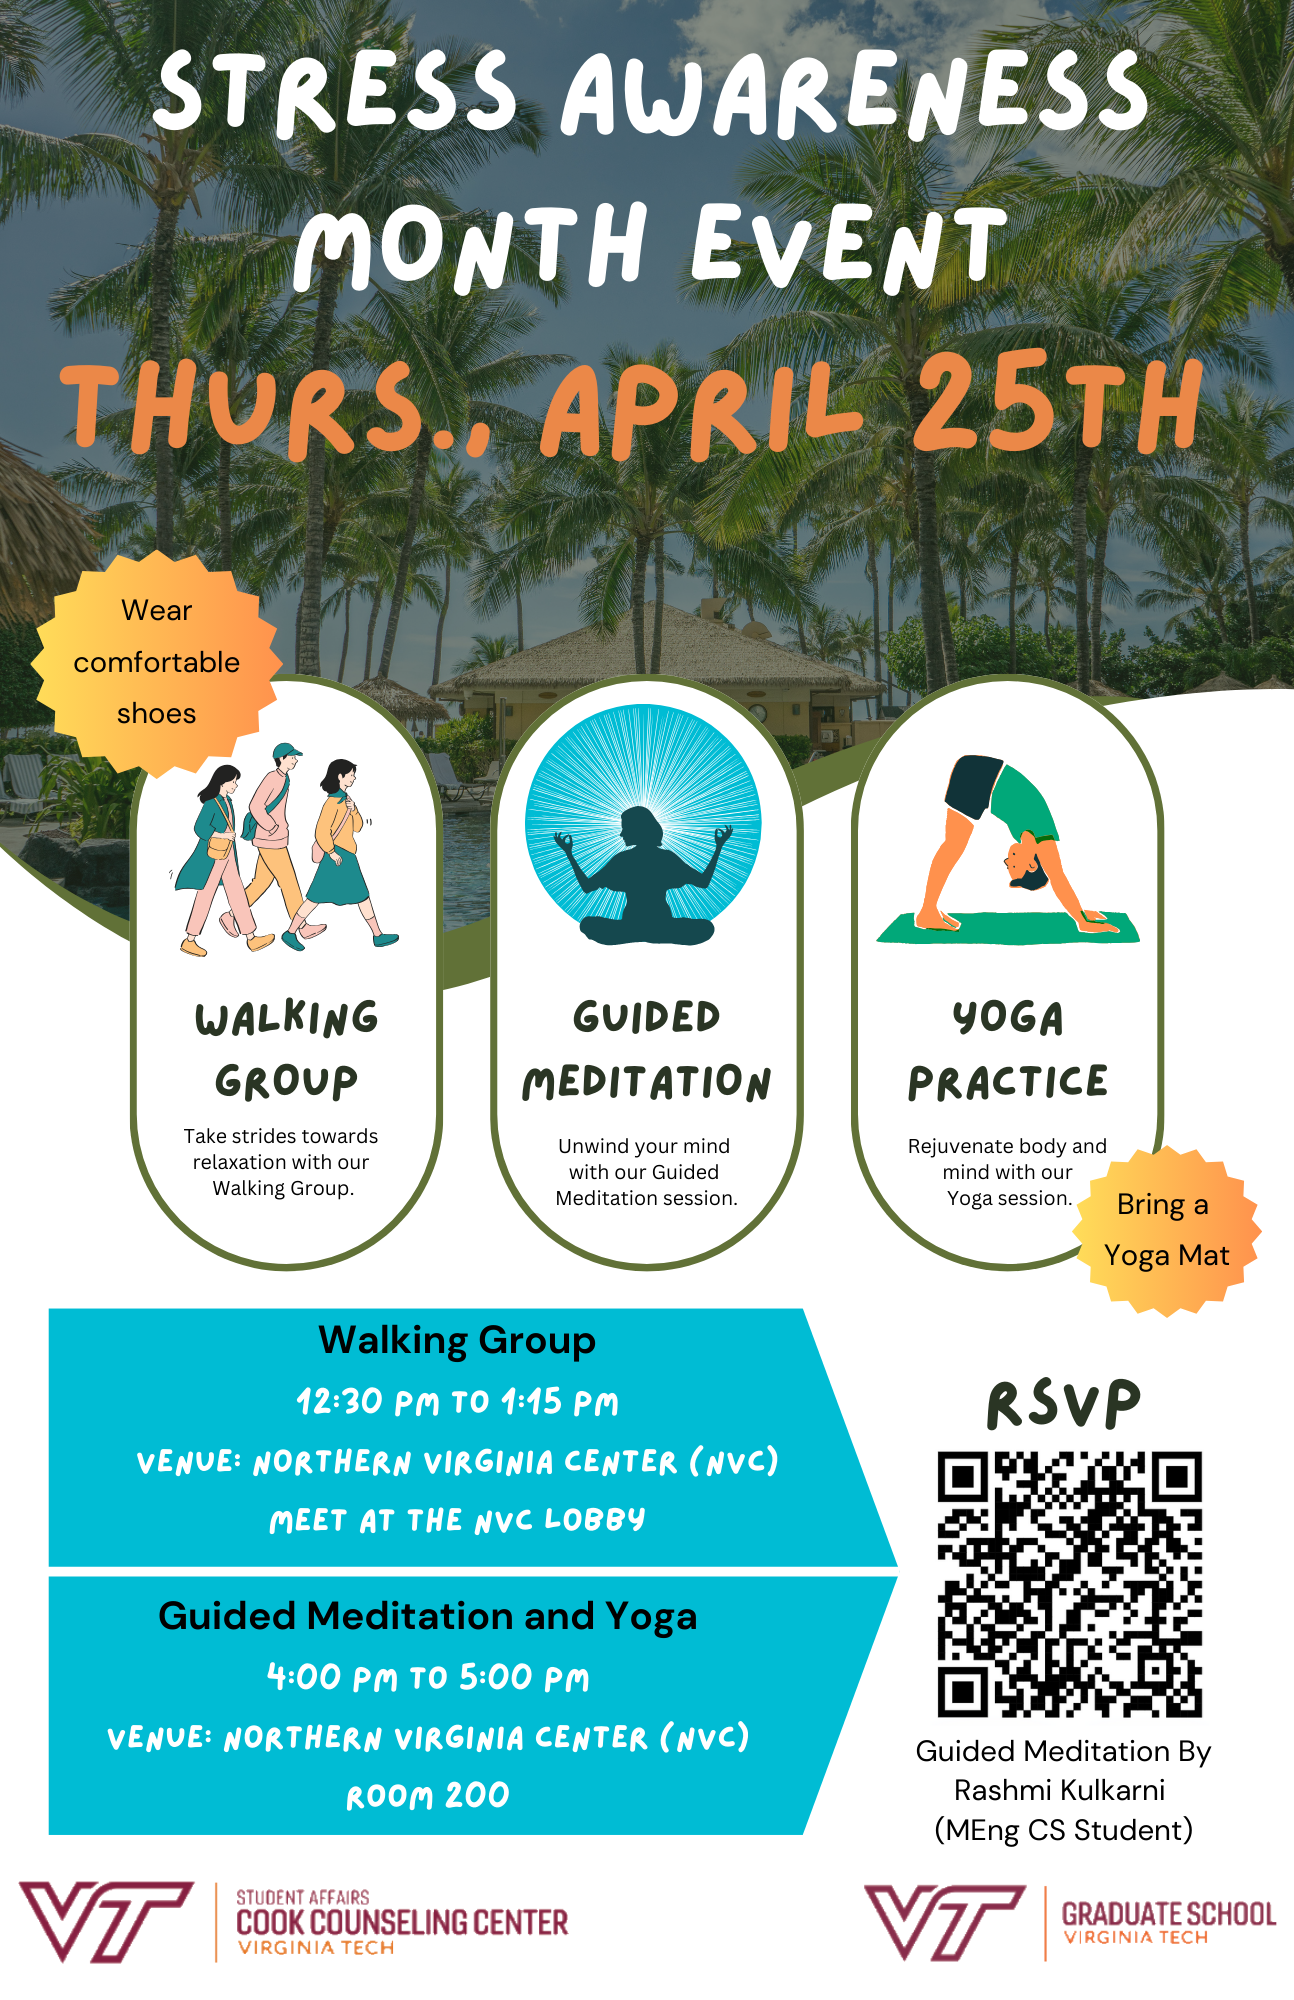 STRESS AWARENESS
MONTH EVENT
THURS., APRIL 25TH
Wear
comfortable
shoes
WALKING
GROUP
Take strides towards
relaxation with our
Walking Group.
GUIDED
MEDITATION
Unwind your mind
with our Guided
Meditation session.
YOGA
PRACTICE
Rejuvenate body and
mind with our
Yoga session.
Bring a
Yoga Mat
Walking Group
12:30 PM TO 1:15 PM
VENUE: NORTHERN VIRGINIA CENTER (NVC)
MEET AT THE NVC LOBBY
Guided Meditation and Yoga
4:00 PM TO 5:00 PM
VENUE: NORTHERN VIRGINIA CENTER (NVC)
ROOM 200
RSVP
Guided Meditation By
Rashmi Kulkarni
(MEng CS Student)
VT
STUDENT AFFAIRS
COOK COUNSELING CENTER
VIRGINIA TECH
VT
GRADUATE SCHOOL
VIRGINIA TECH